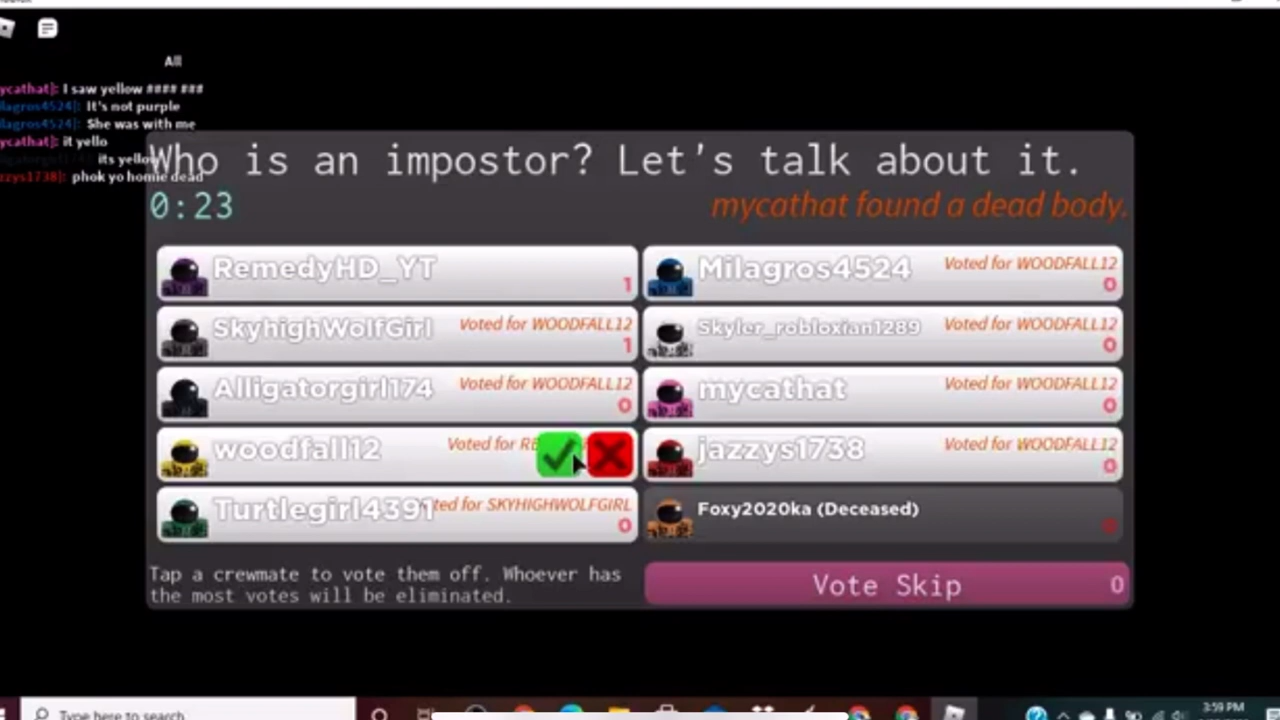 All
ycathat]: I saw yellow #### ###
lagros4524]: It's not purple
lagros4524]: She was with me
ycathat]: it yello
its yellow
zzys1738]: phok yo homie dead
Who is an impostor? Let's talk about it.
0:23
mycathat found a dead body.
RemedyHD_YT 1
Milagros4524 Voted for WOODFALL12 0
SkyhighWolfGirl Voted for WOODFALL12 1
Skyler_robloxian1289 Voted for WOODFALL12 0
Alligatorgirl174 Voted for WOODFALL12 0
mycathat Voted for WOODFALL12 0
woodfall12 Voted for RE
jazzys1738 Voted for WOODFALL12 0
Turtlegirl4391 ted for SKYHIGHWOLFGIRL 0
Foxy2020ka (Deceased) 0
Tap a crewmate to vote them off. Whoever has
the most votes will be eliminated.
Vote Skip 0
Type here to search
3:59 PM